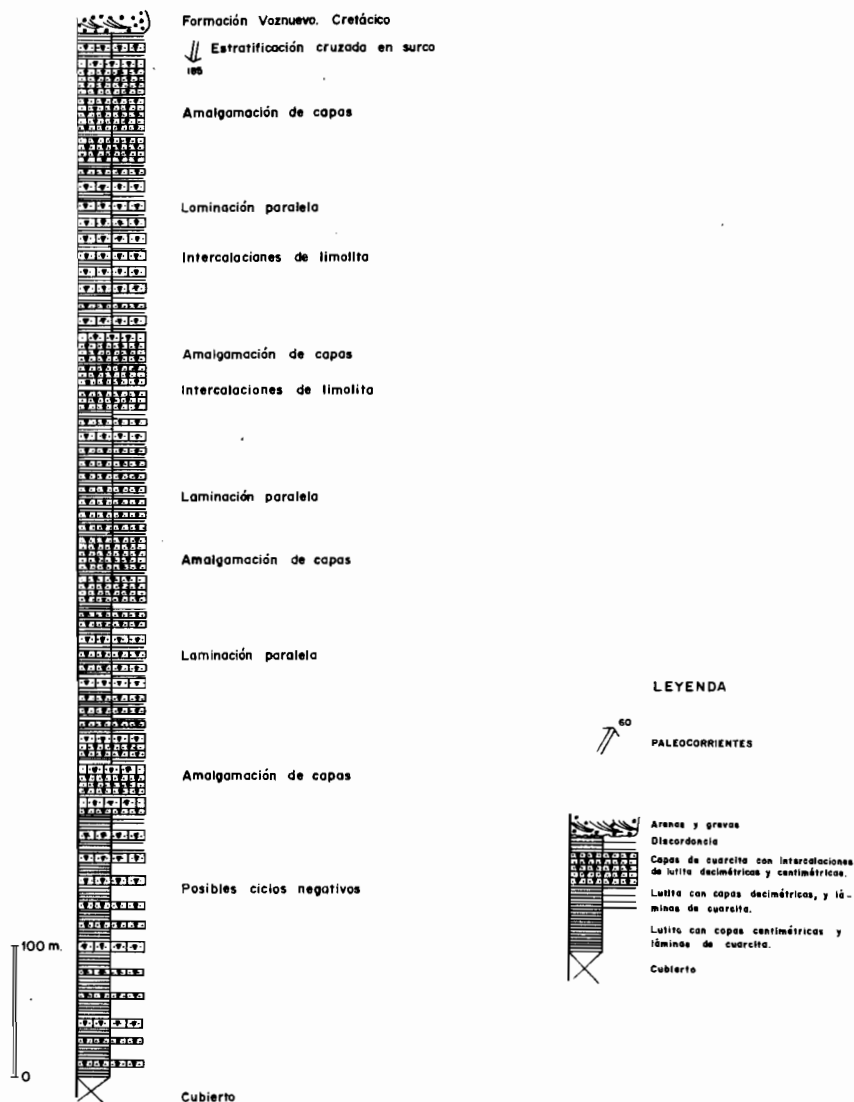 Formación Voznuevo. Cretácico
Estratificación cruzada en surco
185
Amalgamación de capas
Laminación paralela
Intercalaciones de limolita
Amalgamación de capas
Intercalaciones de limolita
Laminación paralela
Amalgamación de capas
Laminación paralela
Amalgamación de capas
Posibles ciclos negativos
100 m.
0
Cubierto
LEYENDA
60
PALEOCORRIENTES
Arenas y gravas
Discordancia
Capas de cuarcita con intercalaciones
de lutita decimétricas y centimétricas.
Lutita con capas decimétricas, y lá-
minas de cuarcita.
Lutita con capas centimétricas y
láminas de cuarcita.
Cubierto